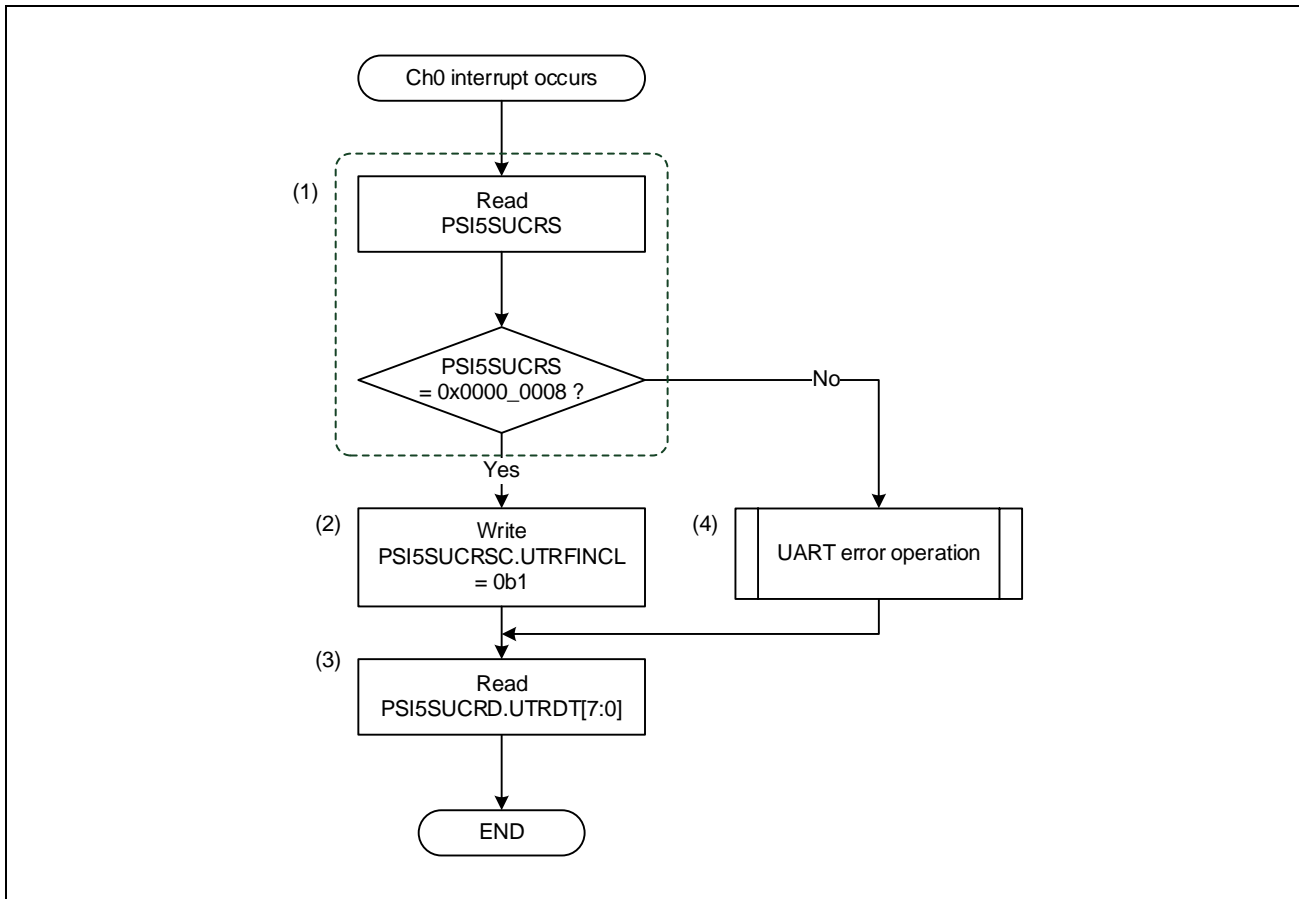 Ch0 interrupt occurs
(1)
Read
PSI5SUCRS
PSI5SUCRS
= 0x0000_0008 ?
No
Yes
(2)
Write
PSI5SUCRSC.UTRFINCL
= 0b1
(4)
UART error operation
(3)
Read
PSI5SUCRD.UTRDT[7:0]
END